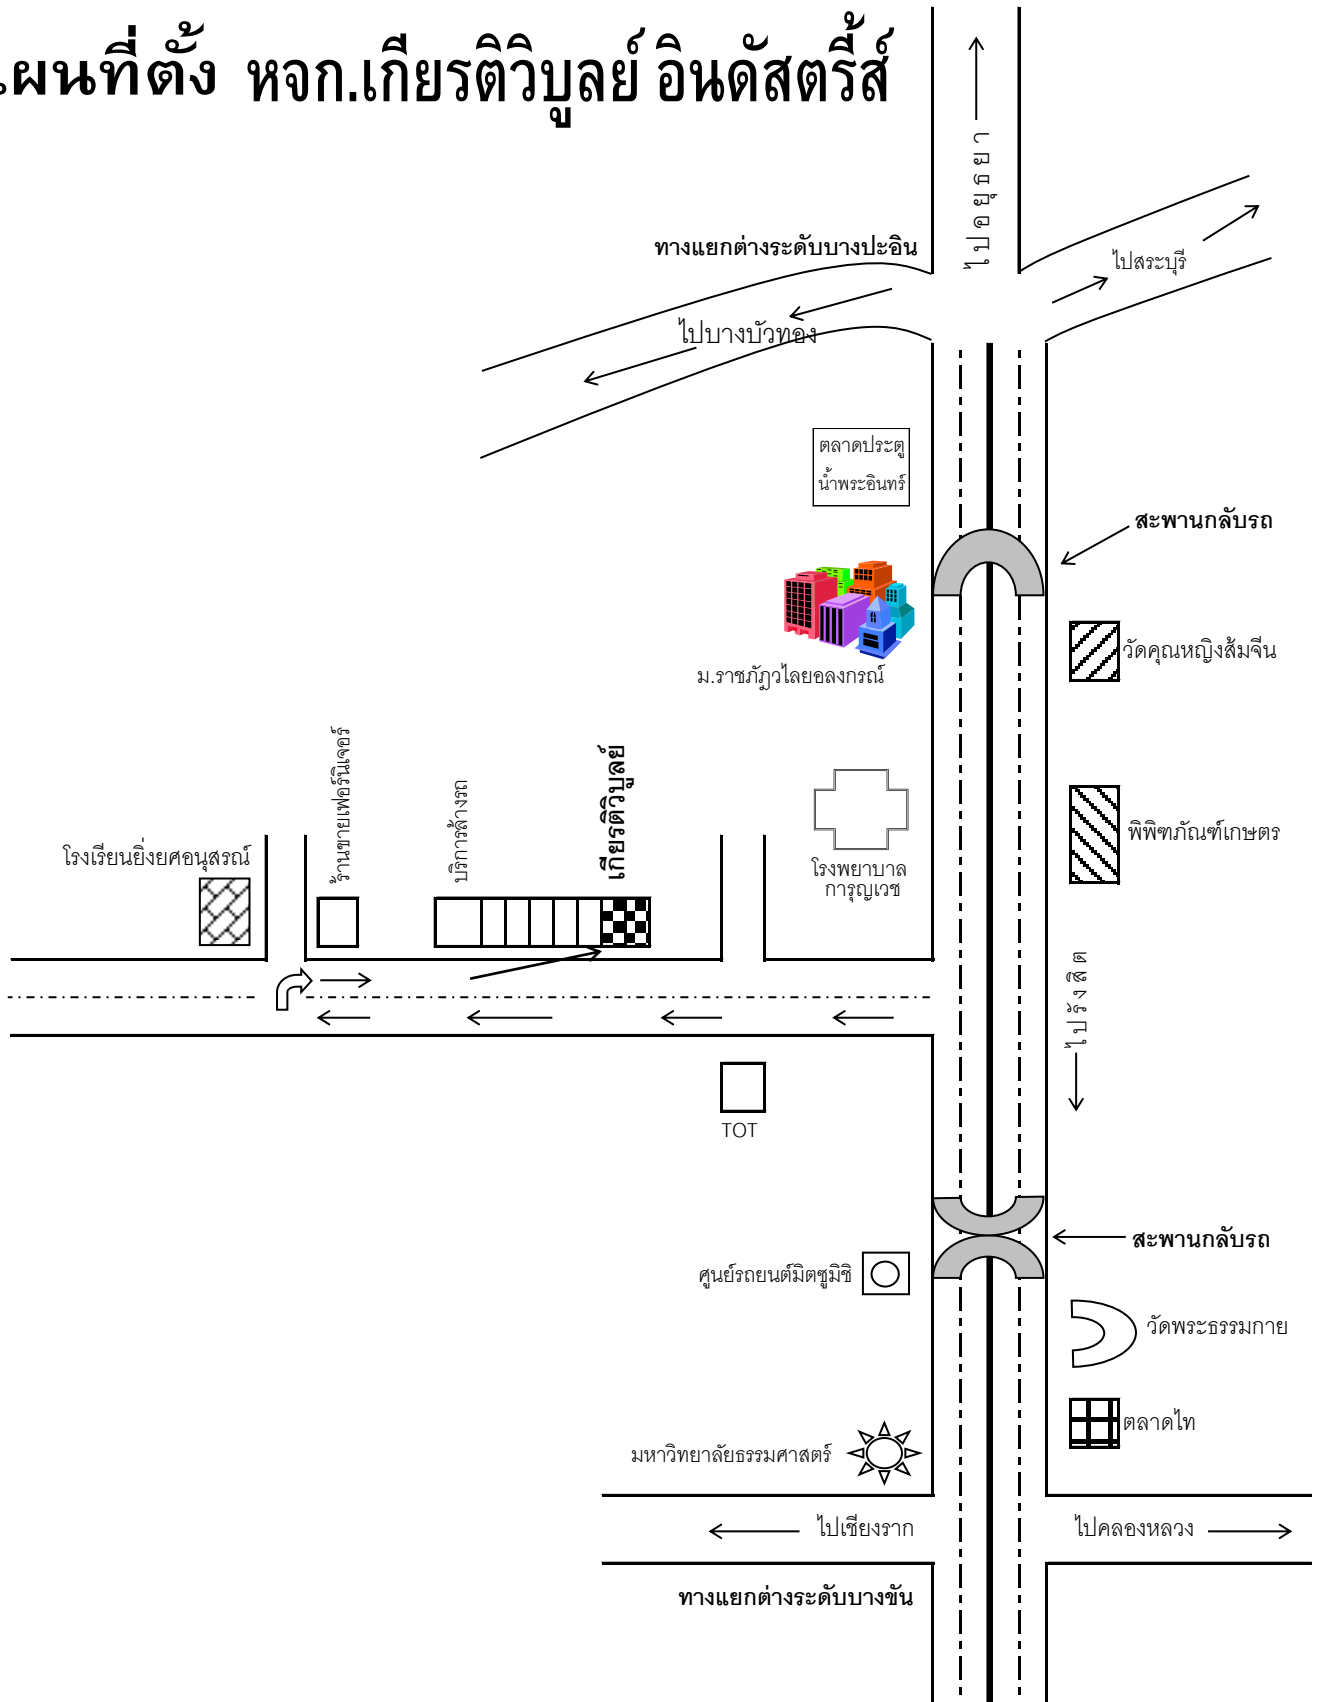 แผนที่ตั้ง หจก.เกียรติวิบูลย์ อินดัสตรี้ส์
ไปอยุธยา
ทางแยกต่างระดับบางปะอิน
ไปสระบุรี
ไปบางบัวทอง
ตลาดประตู
น้ำพระอินทร์
สะพานกลับรถ
วัดคุณหญิงส้มจีน
ม.ราชภัฏวไลยอลงกรณ์
ร้านขายเฟอร์นิเจอร์
บริการล้างรถ
เกียรติวิบูลย์
พิพิฑภัณฑ์เกษตร
โรงเรียนยิ่งยศอนุสรณ์
โรงพยาบาล
การุญเวช
ไปรังสิต
TOT
สะพานกลับรถ
ศูนย์รถยนต์มิตซูมิชิ
วัดพระธรรมกาย
ตลาดไท
มหาวิทยาลัยธรรมศาสตร์
ไปเชียงราก
ไปคลองหลวง
ทางแยกต่างระดับบางขัน